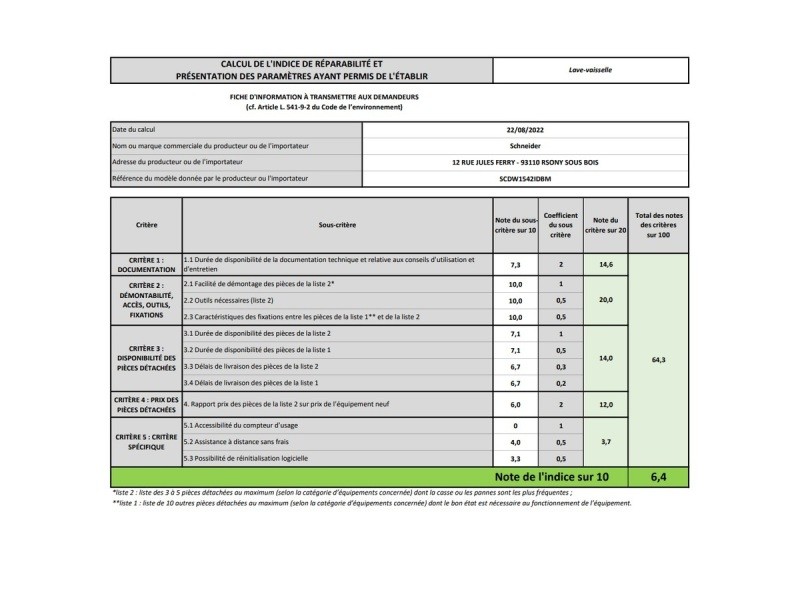 CALCUL DE L'INDICE DE RÉPARABILITÉ ET
PRÉSENTATION DES PARAMÈTRES AYANT PERMIS DE L'ÉTABLIR
Lave-vaisselle
FICHE D'INFORMATION À TRANSMETTRE AUX DEMANDEURS
(cf. Article L. 541-9-2 du Code de l'environnement)
Date du calcul
22/08/2022
Nom ou marque commerciale du producteur ou de l'importateur
Schneider
Adresse du producteur ou de l'importateur
12 RUE JULES FERRY - 93110 RSONY SOUS BOIS
Référence du modèle donnée par le producteur ou l'importateur
SCDW1542IDBM
Critère
Sous-critère
Note du sous-
critère sur 10
Coefficient
du sous
critère
Note du
critère sur 20
Total des notes
des critères
sur 100
CRITÈRE 1 :
DOCUMENTATION
1.1 Durée de disponibilité de la documentation technique et relative aux conseils d'utilisation et
d'entretien
7,3
2
14,6
CRITÈRE 2 :
DÉMONTABILITÉ,
ACCÈS, OUTILS,
FIXATIONS
2.1 Facilité de démontage des pièces de la liste 2*
10,0
1
2.2 Outils nécessaires (liste 2)
10,0
0,5
20,0
2.3 Caractéristiques des fixations entre les pièces de la liste 1** et de la liste 2
10,0
0,5
CRITÈRE 3 :
DISPONIBILITÉ DES
PIÈCES DÉTACHÉES
3.1 Durée de disponibilité des pièces de la liste 2
7,1
1
3.2 Durée de disponibilité des pièces de la liste 1
7,1
0,5
14,0
64,3
3.3 Délais de livraison des pièces de la liste 2
6,7
0,3
3.4 Délais de livraison des pièces de la liste 1
6,7
0,2
CRITÈRE 4 : PRIX DES
PIÈCES DÉTACHÉES
4. Rapport prix des pièces de la liste 2 sur prix de l'équipement neuf
6,0
2
12,0
CRITÈRE 5 : CRITÈRE
SPÉCIFIQUE
5.1 Accessibilité du compteur d'usage
0
1
5.2 Assistance à distance sans frais
4,0
0,5
3,7
5.3 Possibilité de réinitialisation logicielle
3,3
0,5
Note de l'indice sur 10
6,4
*liste 2 : liste des 3 à 5 pièces détachées au maximum (selon la catégorie d'équipements concernée) dont la casse ou les pannes sont les plus fréquentes ;
**liste 1 : liste de 10 autres pièces détachées au maximum (selon la catégorie d'équipements concernée) dont le bon état est nécessaire au fonctionnement de l'équipement.